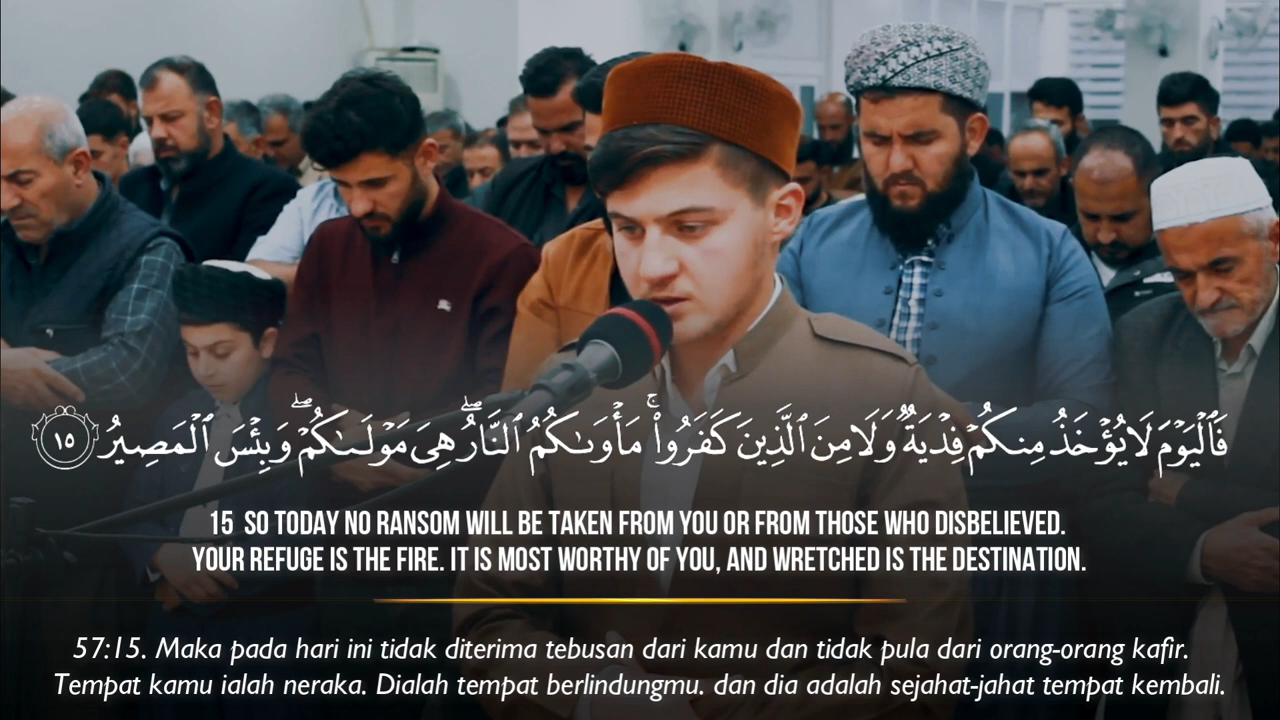 فَٱلْيَوْمَ لَا يُؤْخَذُ مِنكُمْ فِدْيَةٌ وَلَا مِنَ ٱلَّذِينَ كَفَرُوا۟ ۚ مَأْوَىٰكُمُ ٱلنَّارُ ۖ هِىَ مَوْلَىٰكُمْ ۖ وَبِئْسَ ٱلْمَصِيرُ ١٥
15 SO TODAY NO RANSOM WILL BE TAKEN FROM YOU OR FROM THOSE WHO DISBELIEVED.
YOUR REFUGE IS THE FIRE. IT IS MOST WORTHY OF YOU, AND WRETCHED IS THE DESTINATION.
57:15. Maka pada hari ini tidak diterima tebusan dari kamu dan tidak pula dari orang-orang kafir.
Tempat kamu ialah neraka. Dialah tempat berlindungmu. dan dia adalah sejahat-jahat tempat kembali.